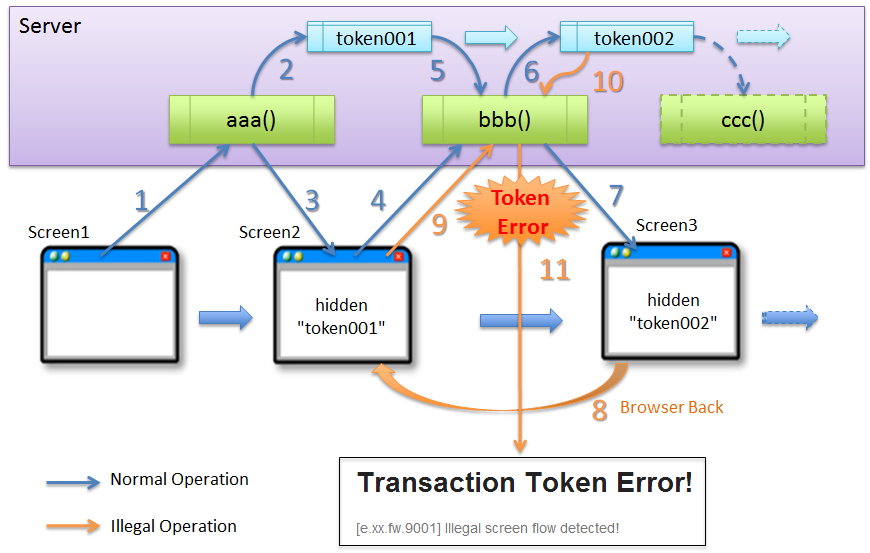 Server
token001
token002
2
5
6
10
aaa()
bbb()
ccc()
1
3
4
9
Token
Error
7
Screen1
Screen2
Screen3
11
hidden
"token001"
hidden
"token002"
8
Browser Back
Normal Operation
Illegal Operation
Transaction Token Error!
[e.xx.fw.9001] Illegal screen flow detected!